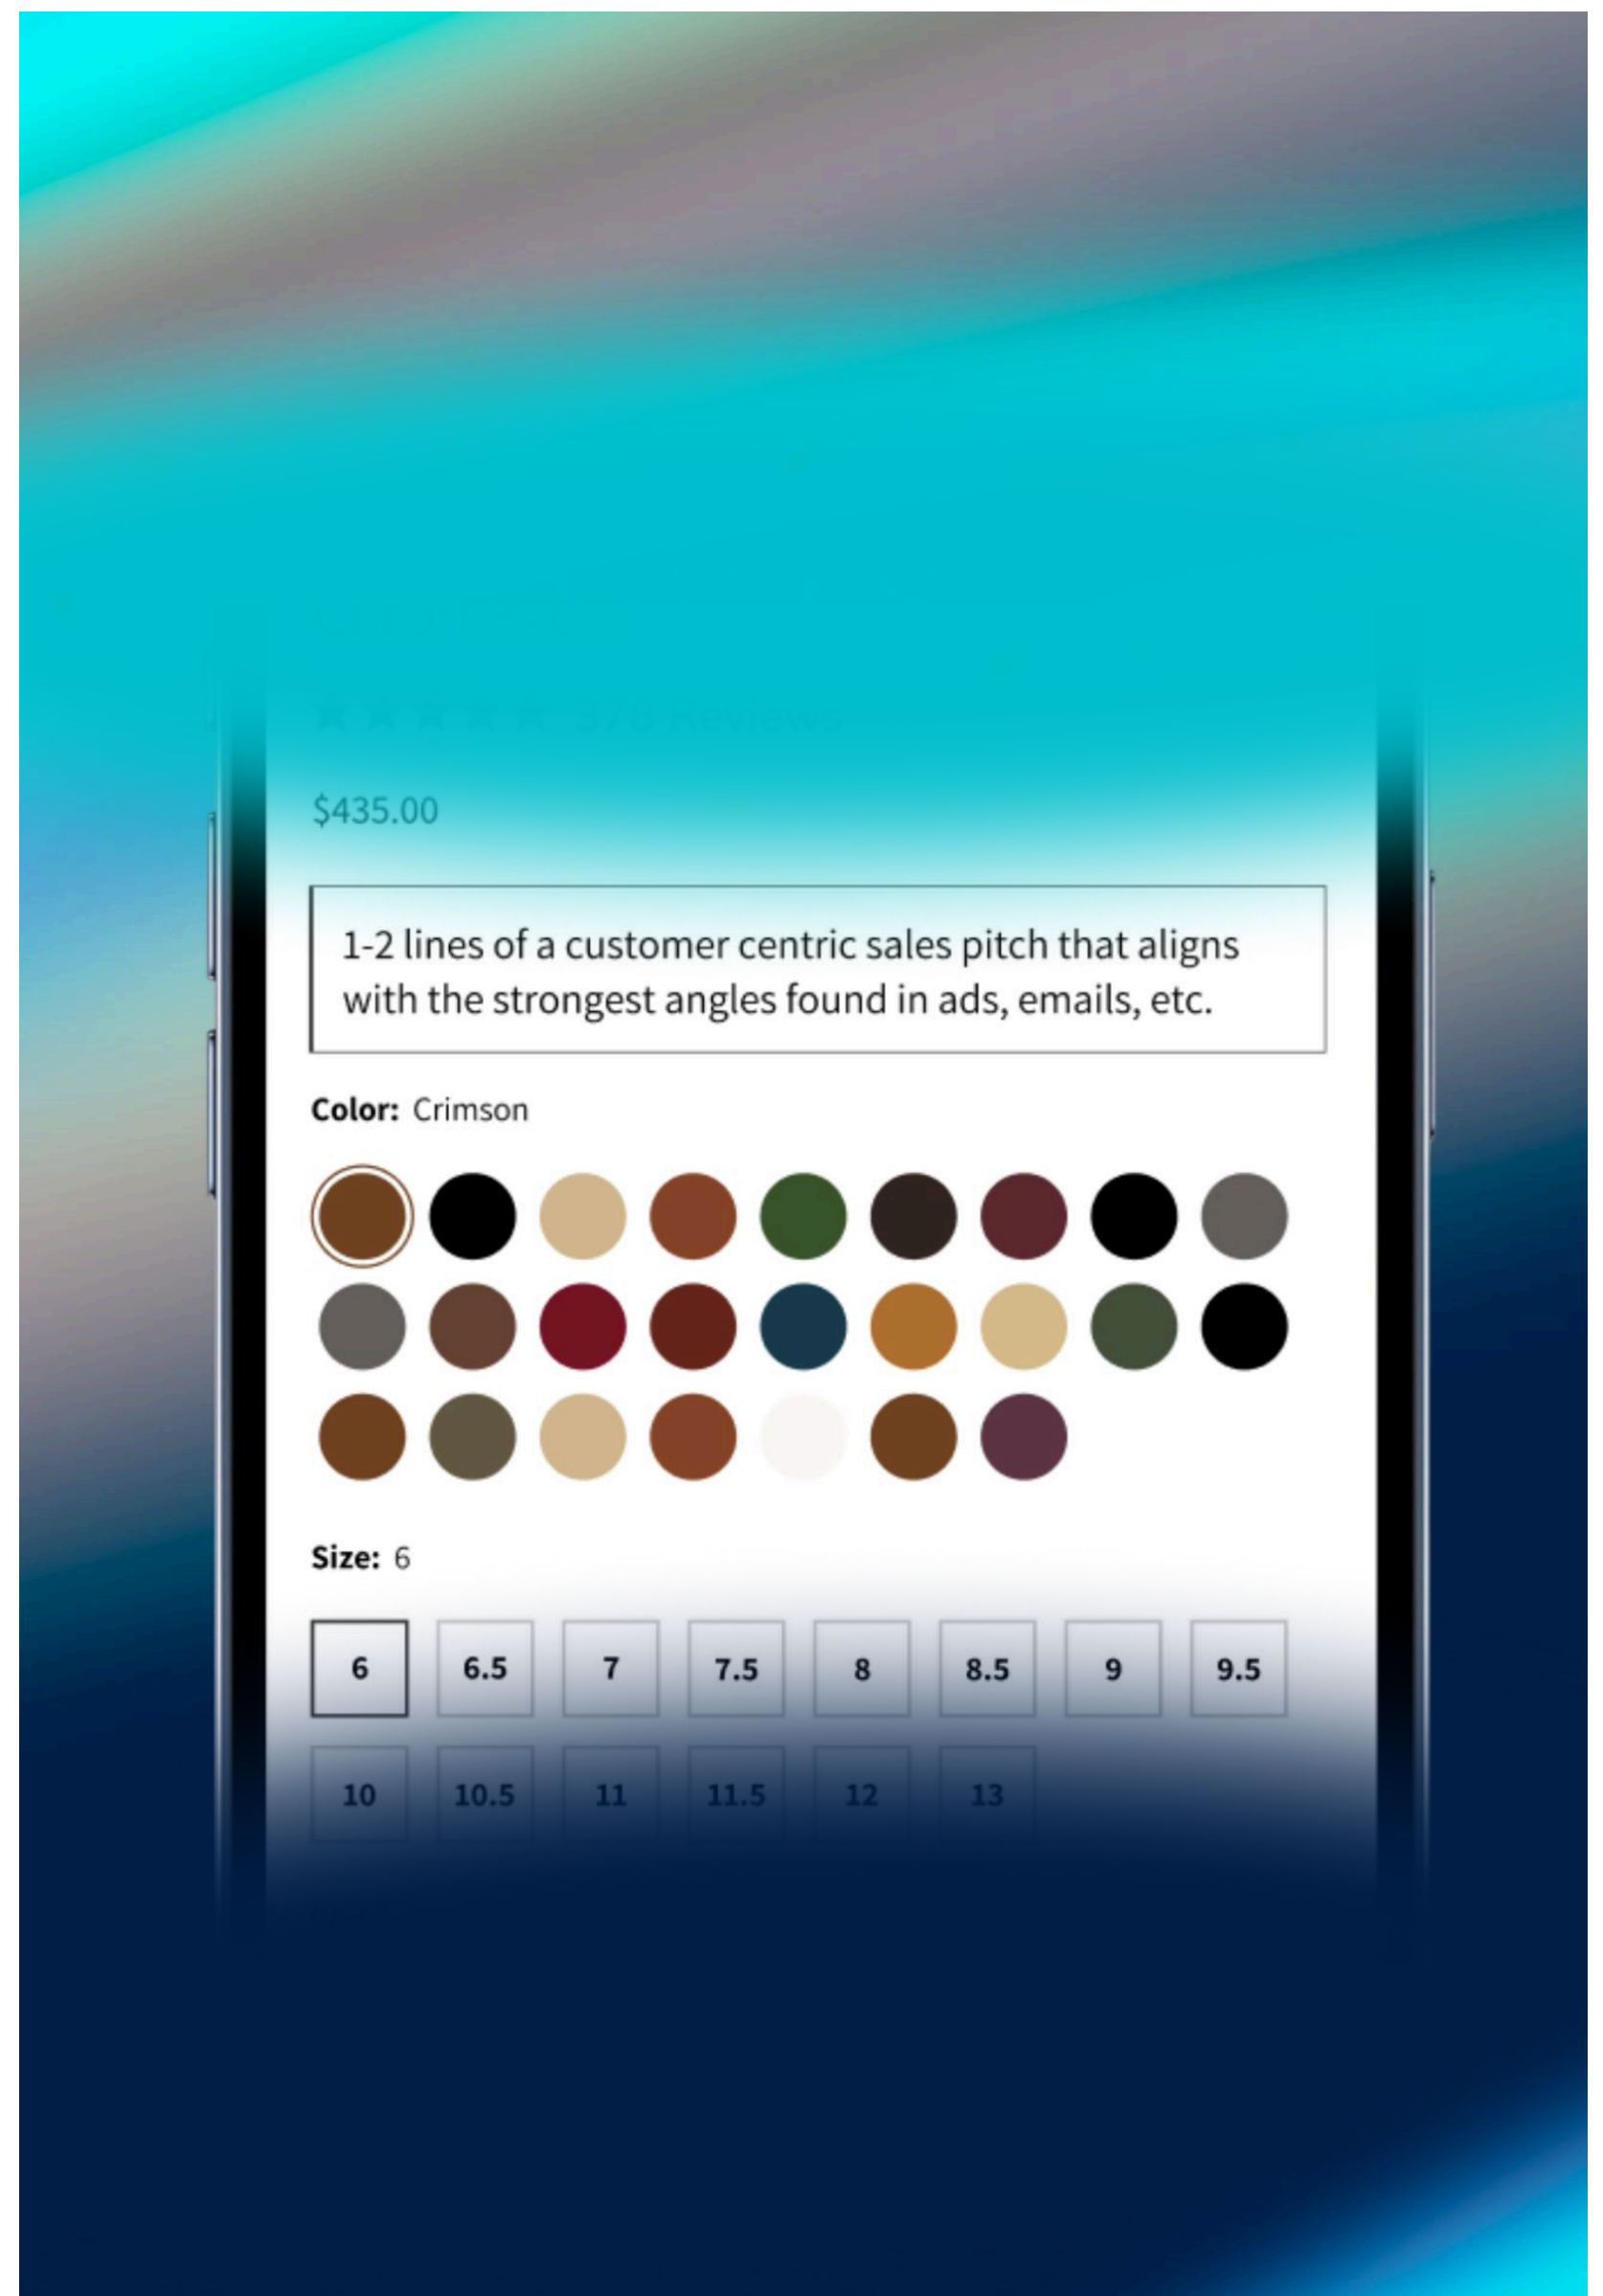 ★★★★★ 378 Reviews
$435.00
1-2 lines of a customer centric sales pitch that aligns
with the strongest angles found in ads, emails, etc.
Color: Crimson
Size: 6
6 6.5 7 7.5 8 8.5 9 9.5
10 10.5 11 11.5 12 13